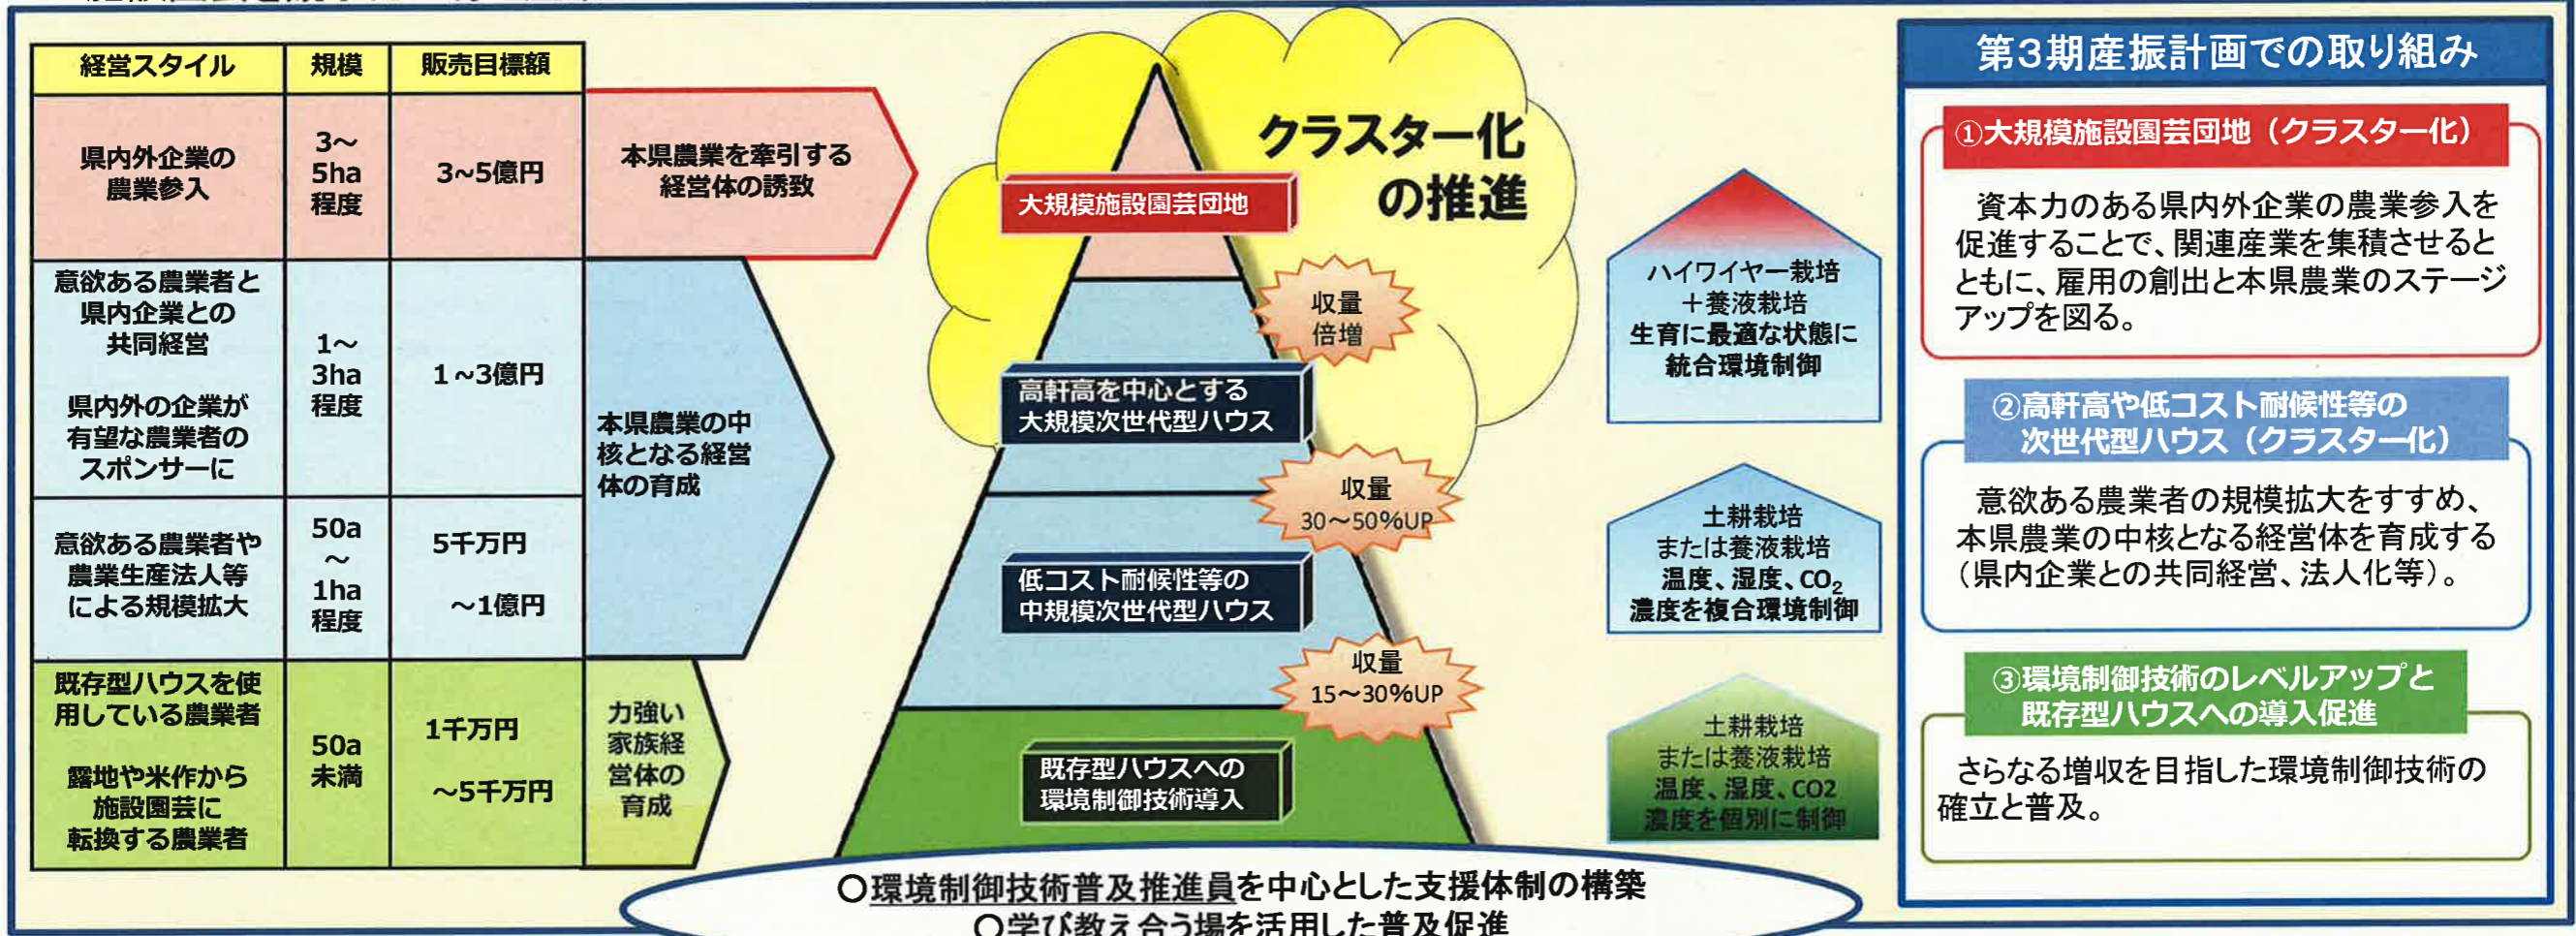 経営スタイル
規模
販売目標額
県内外企業の
農業参入
3～
5ha
程度
3~5億円
本県農業を牽引する
経営体の誘致
意欲ある農業者と
県内企業との
共同経営
県内外の企業が
有望な農業者の
スポンサーに
1～
3ha
程度
1~3億円
意欲ある農業者や
農業生産法人等
による規模拡大
50a
～
1ha
程度
5千万円
～1億円
本県農業の中
核となる経営
体の育成
既存型ハウスを使
用している農業者
露地や米作から
施設園芸に
転換する農業者
50a
未満
1千万円
～5千万円
力強い
家族経
営体の
育成
クラスター化
の推進
大規模施設園芸団地
収量
倍増
高軒高を中心とする
大規模次世代型ハウス
収量
30～50%UP
低コスト耐候性等の
中規模次世代型ハウス
収量
15～30%UP
既存型ハウスへの
環境制御技術導入
ハイワイヤー栽培
＋養液栽培
生育に最適な状態に
統合環境制御
土耕栽培
または養液栽培
温度、湿度、CO₂
濃度を複合環境制御
土耕栽培
または養液栽培
温度、湿度、CO2
濃度を個別に制御
第3期産振計画での取り組み
①大規模施設園芸団地（クラスター化）
資本力のある県内外企業の農業参入を
促進することで、関連産業を集積させると
ともに、雇用の創出と本県農業のステージ
アップを図る。
②高軒高や低コスト耐候性等の
次世代型ハウス（クラスター化）
意欲ある農業者の規模拡大をすすめ、
本県農業の中核となる経営体を育成する
（県内企業との共同経営、法人化等）。
③環境制御技術のレベルアップと
既存型ハウスへの導入促進
さらなる増収を目指した環境制御技術の
確立と普及。
○環境制御技術普及推進員を中心とした支援体制の構築
○学び教え合う場を活用した普及促進